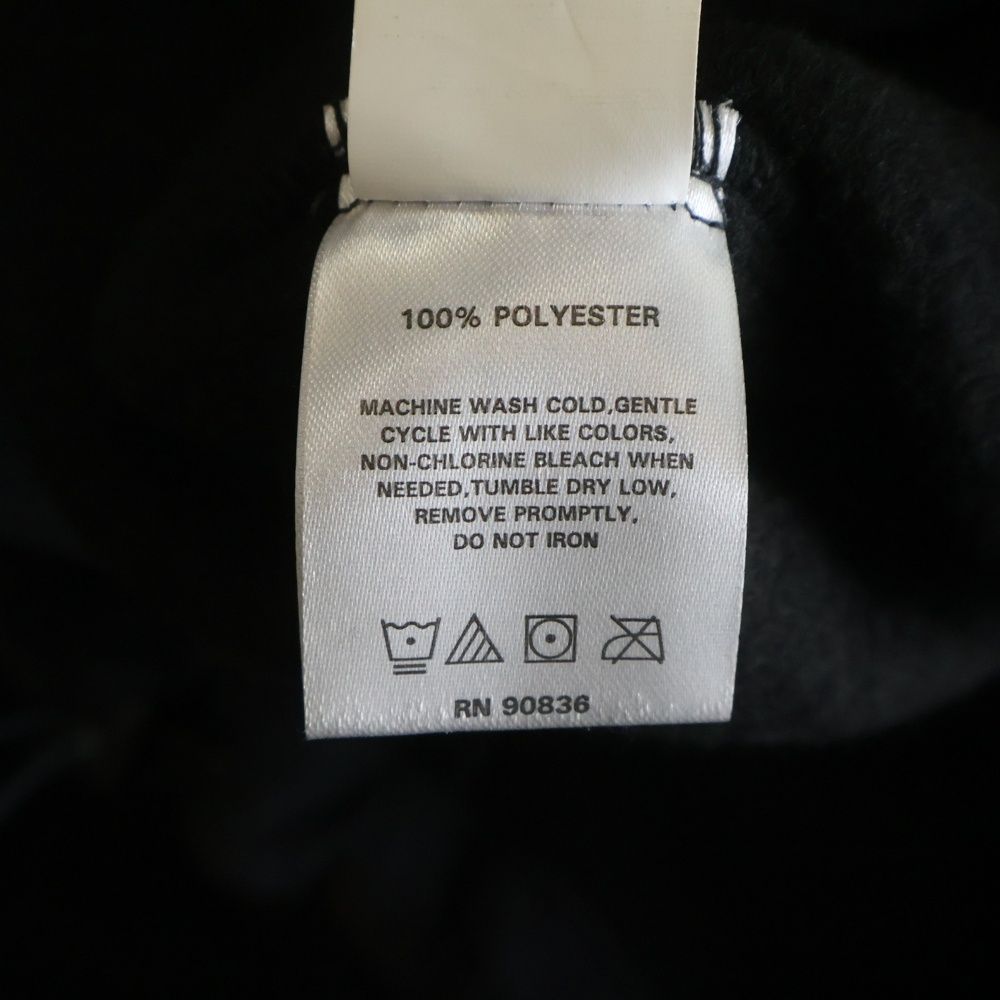 100% POLYESTER
MACHINE WASH COLD,GENTLE
CYCLE WITH LIKE COLORS,
NON-CHLORINE BLEACH WHEN
NEEDED,TUMBLE DRY LOW,
REMOVE PROMPTLY,
DO NOT IRON
RN 90836